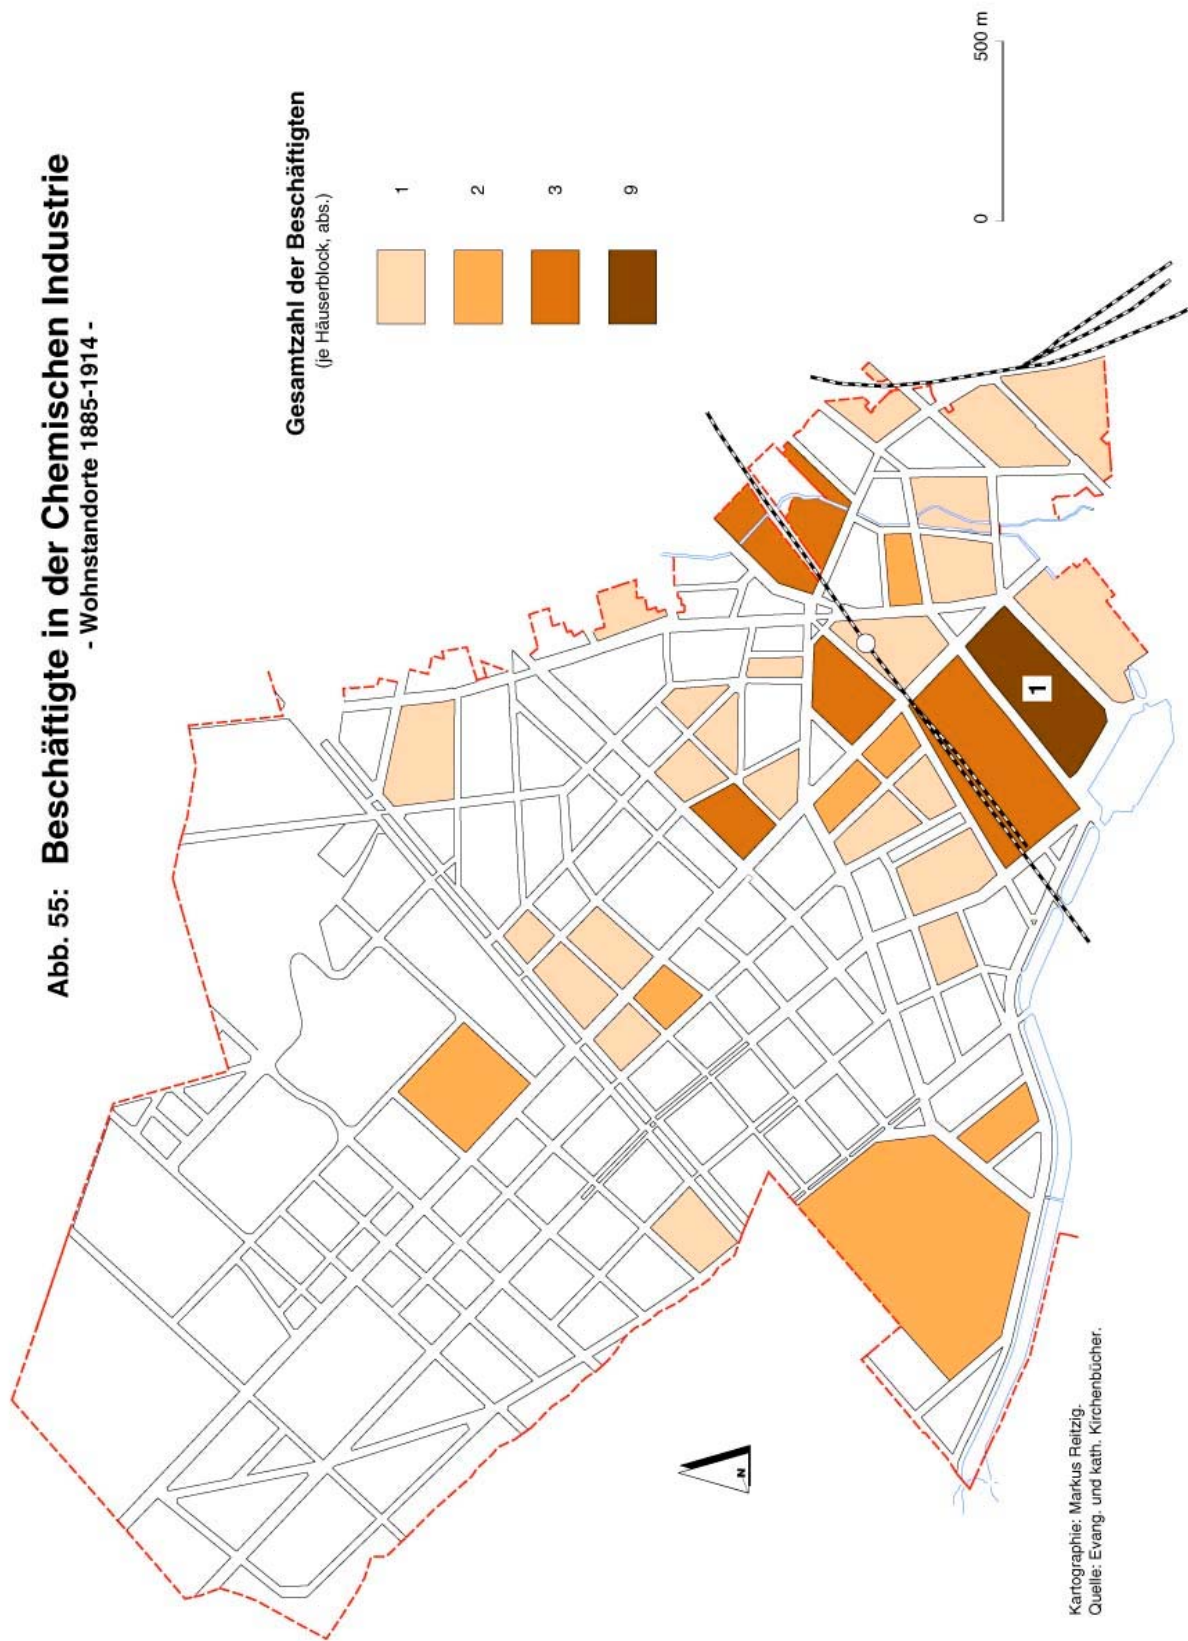 Abb. 55: Beschäftigte in der Chemischen Industrie
- Wohnstandorte 1885-1914 -
Gesamtzahl der Beschäftigten
(je Häuserblock, abs.)
1
2
3
9
0 500 m
1
N
Kartographie: Markus Reitzig.
Quelle: Evang. und kath. Kirchenbücher.